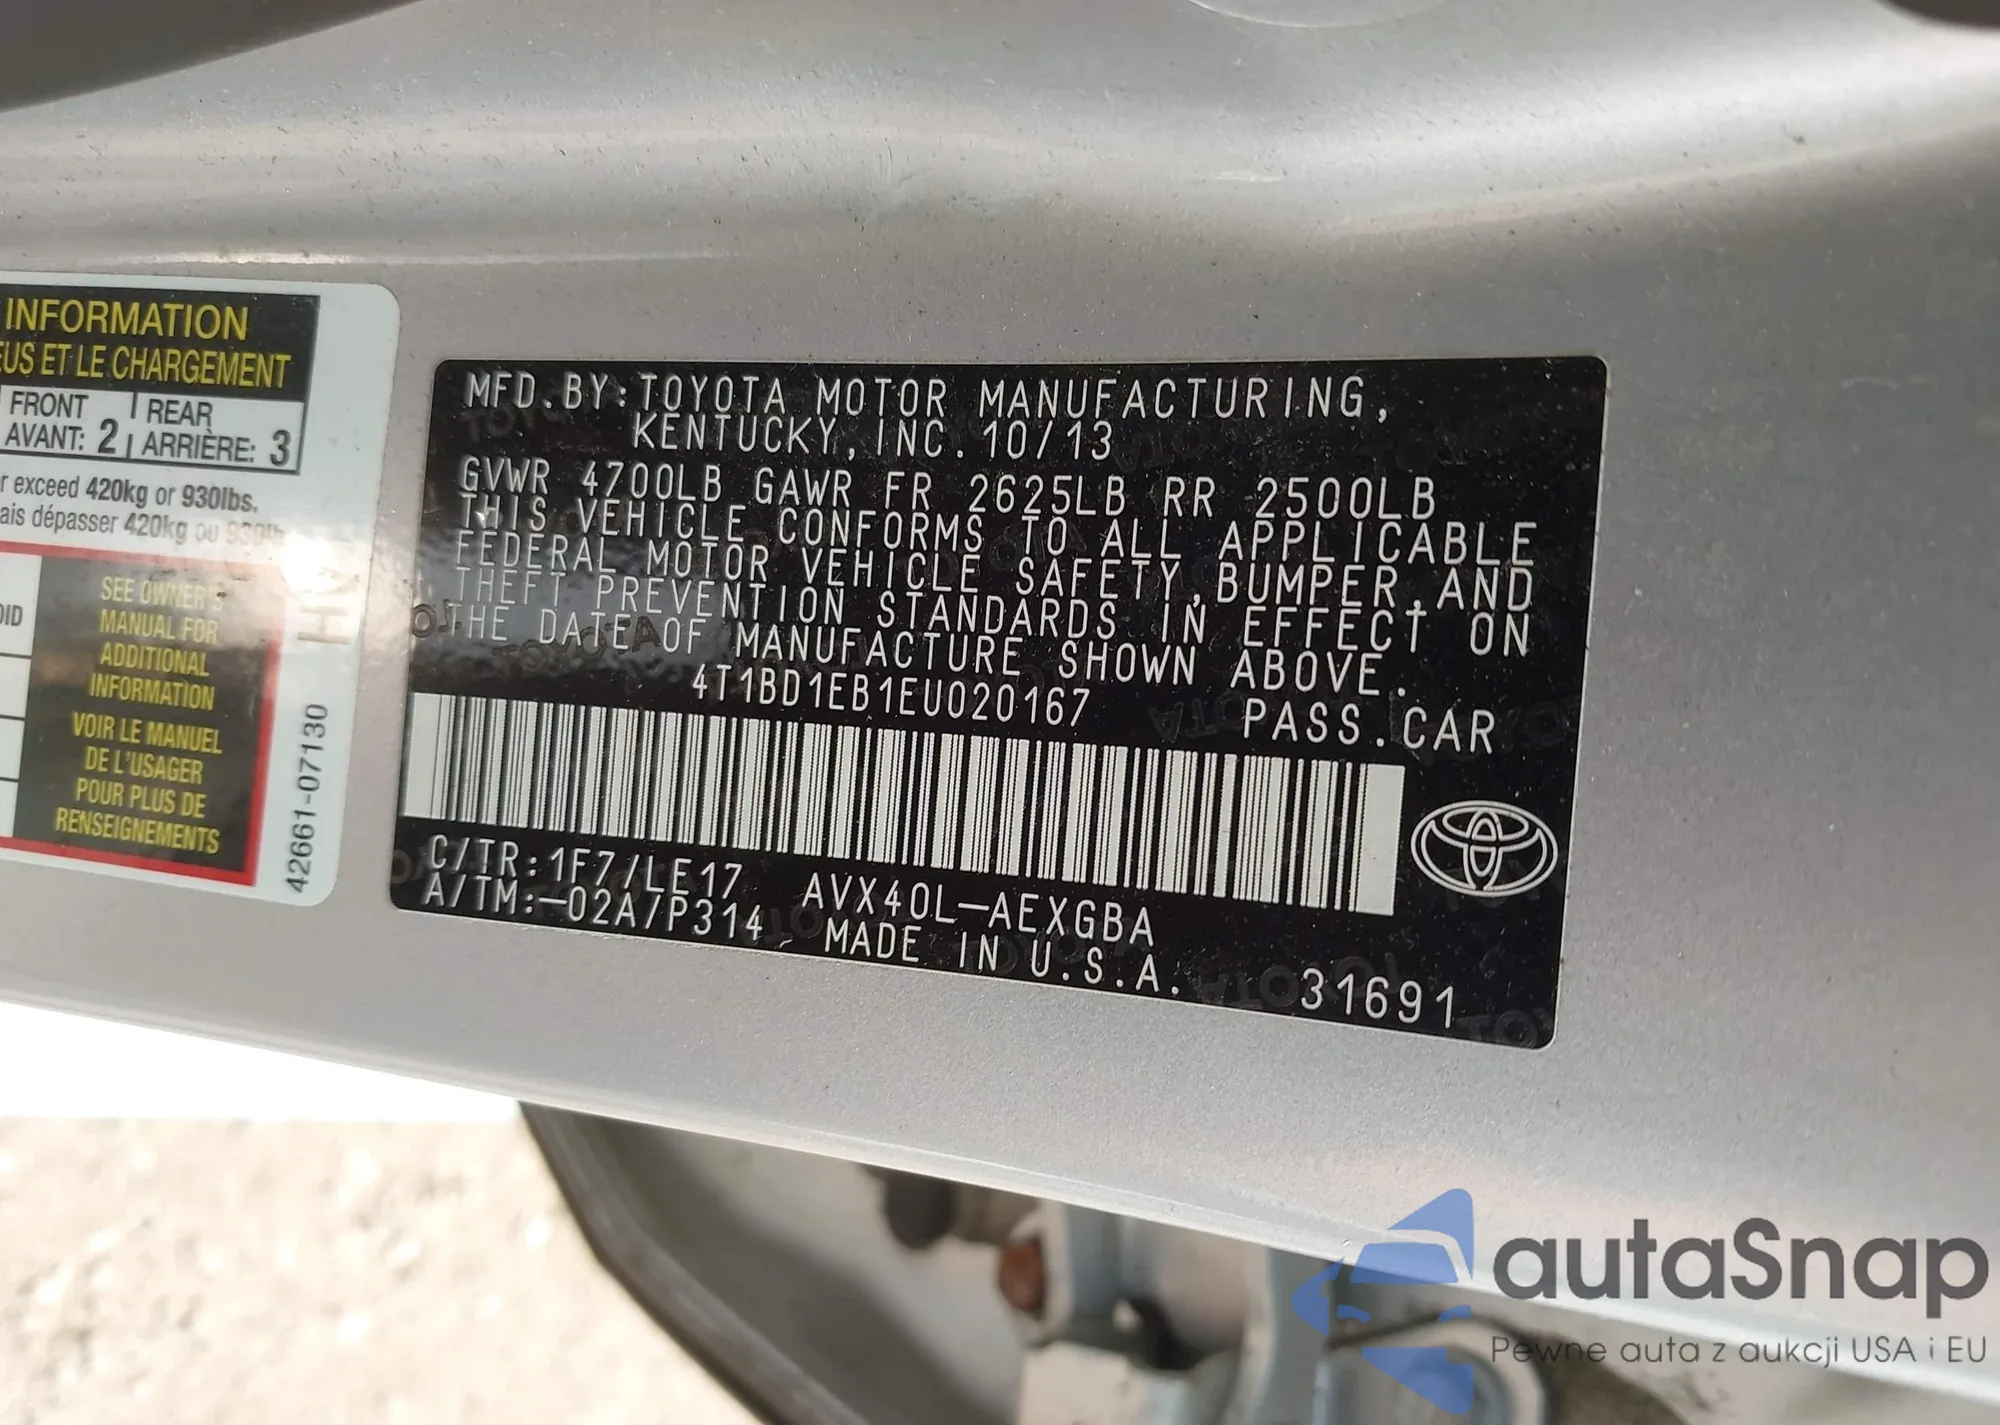 INFORMATION
EUS ET LE CHARGEMENT
FRONT
AVANT: 2
REAR
ARRIÈRE: 3
r exceed 420kg or 930lbs.
ais dépasser 420kg ou 930lb
OID
SEE OWNER'S
MANUAL FOR
ADDITIONAL
INFORMATION
VOIR LE MANUEL
DE L'USAGER
POUR PLUS DE
RENSEIGNEMENTS
42661-07130
MFD.BY:TOYOTA MOTOR MANUFACTURING,
KENTUCKY,INC.10/13
GVWR 4700LB GAWR FR 2625LB RR 2500LB
THIS VEHICLE CONFORMS TO ALL APPLICABLE
FEDERAL MOTOR VEHICLE SAFETY,BUMPER,AND
THEFT PREVENTION STANDARDS IN EFFECT ON
THE DATE OF MANUFACTURE SHOWN ABOVE.
4T1BD1EB1EU020167
PASS.CAR
C/TR:1F7/LE17 AVX40L-AEXGBA
A/TM:-02A/P314 MADE IN U.S.A.
31691
autaSnap
Pewne auta z aukcji USA i EU